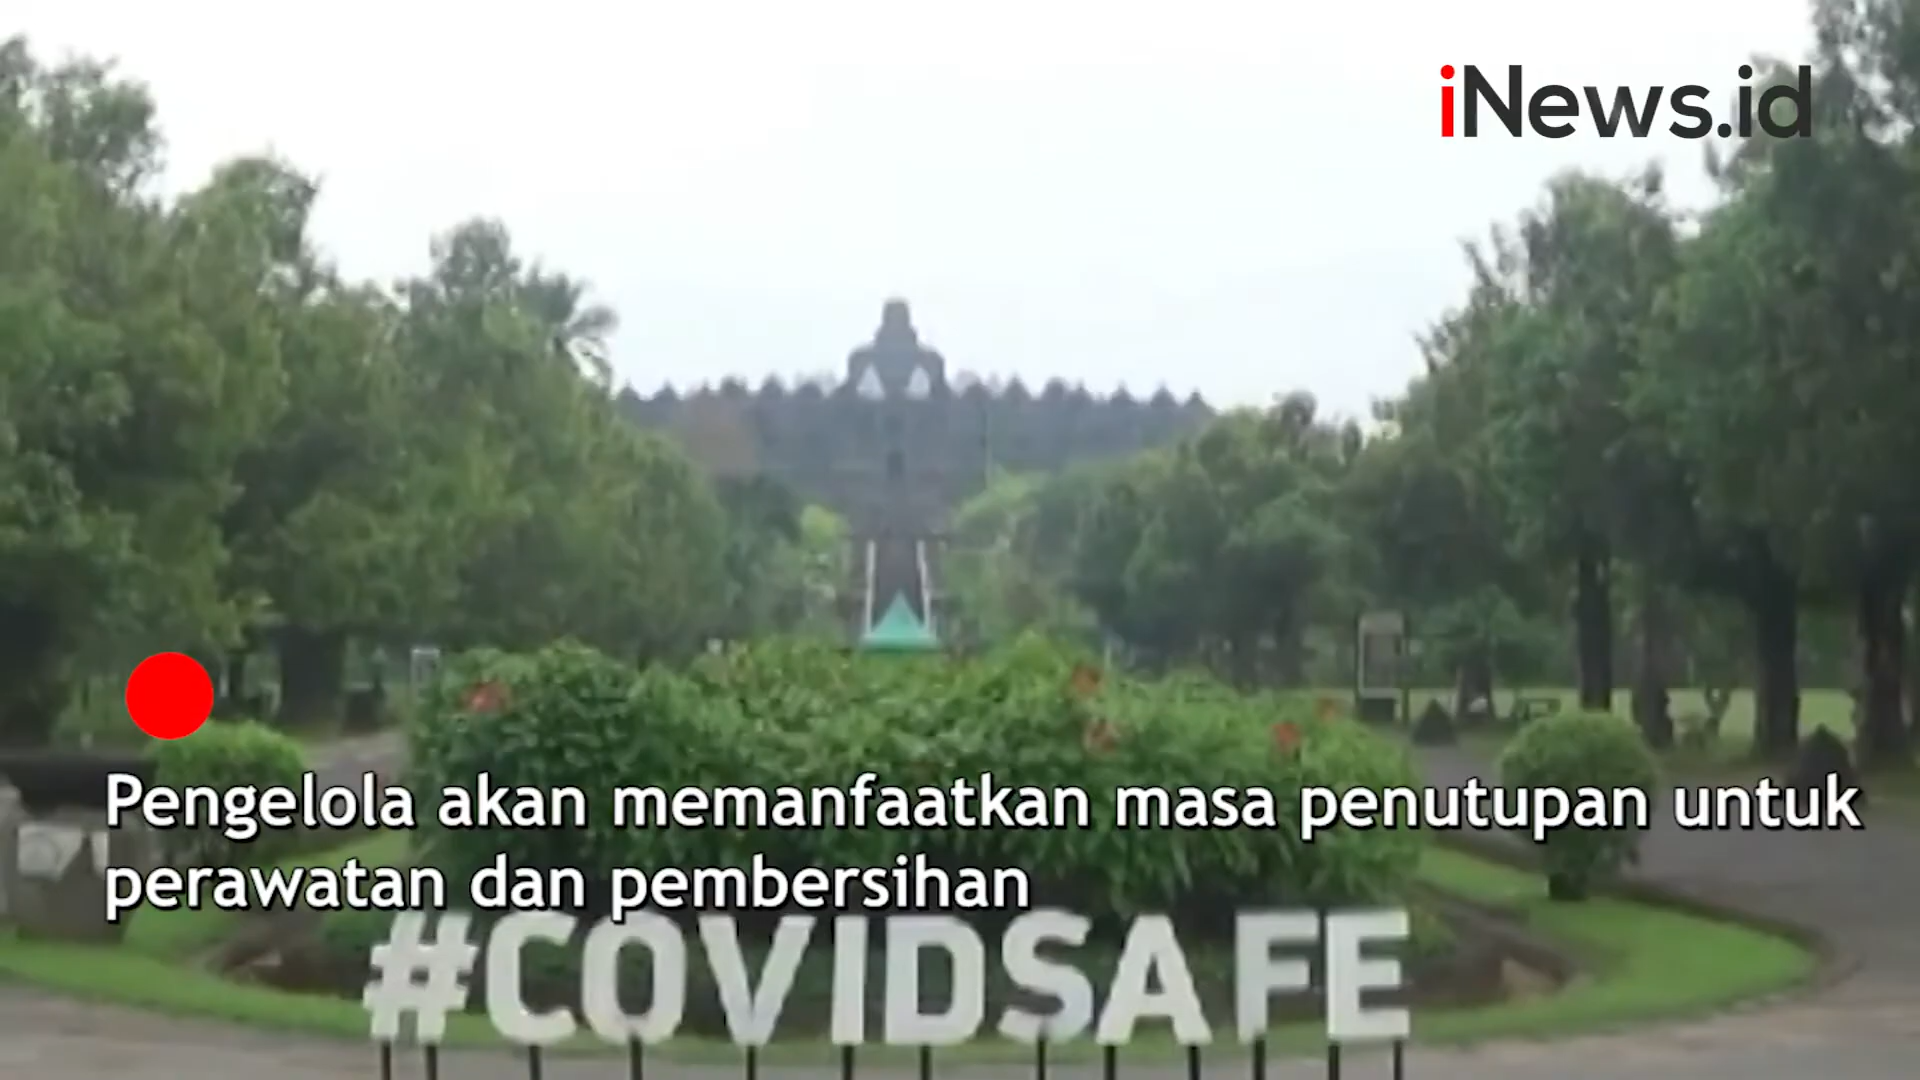 iNews.id
Pengelola akan memanfaatkan masa penutupan untuk
perawatan dan pembersihan
#COVIDSAFE